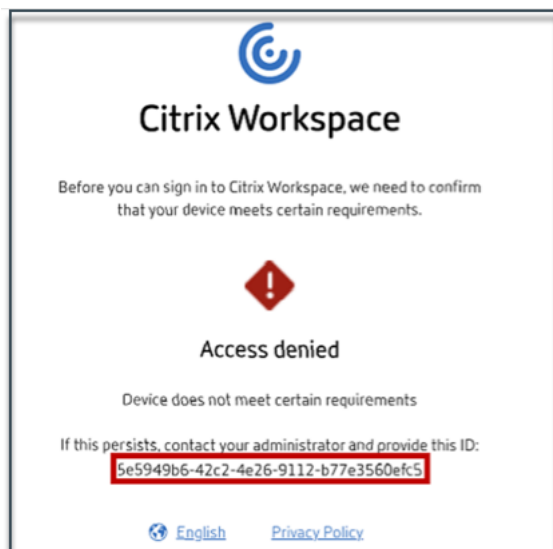 Citrix Workspace
Before you can sign in to Citrix Workspace, we need to confirm
that your device meets certain requirements.
Access denied
Device does not meet certain requirements
If this persists, contact your administrator and provide this ID:
5e5949b6-42c2-4e26-9112-b77e3560efc5
English Privacy Policy